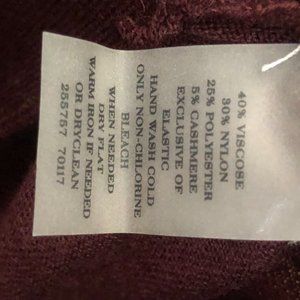 40% VISCOSE
30% NYLON
25% POLYESTER
5% CASHMERE
EXCLUSIVE OF
ELASTIC
HAND WASH COLD
ONLY NON-CHLORINE
BLEACH
WHEN NEEDED
DRY FLAT
WARM IRON IF NEEDED
OR DRYCLEAN
255757 70117